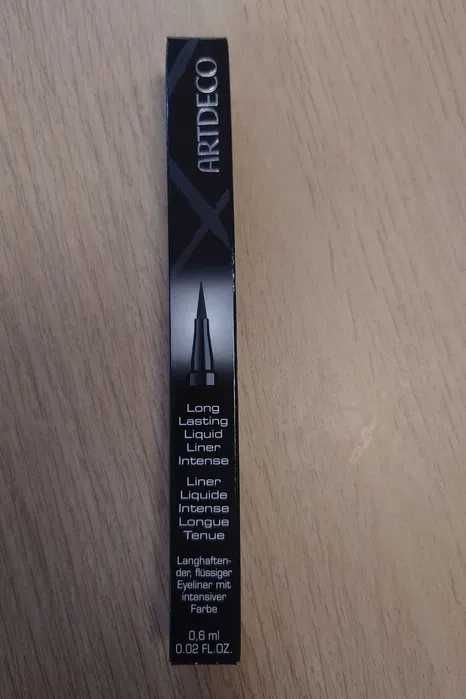 ARTDECO
Long
Lasting
Liquid
Liner
Intense
Liner
Liquide
Intense
Longue
Tenue
Langhaften-
der, flüssiger
Eyeliner mit
intensiver
Farbe
0,6 ml
0.02 FL.OZ.